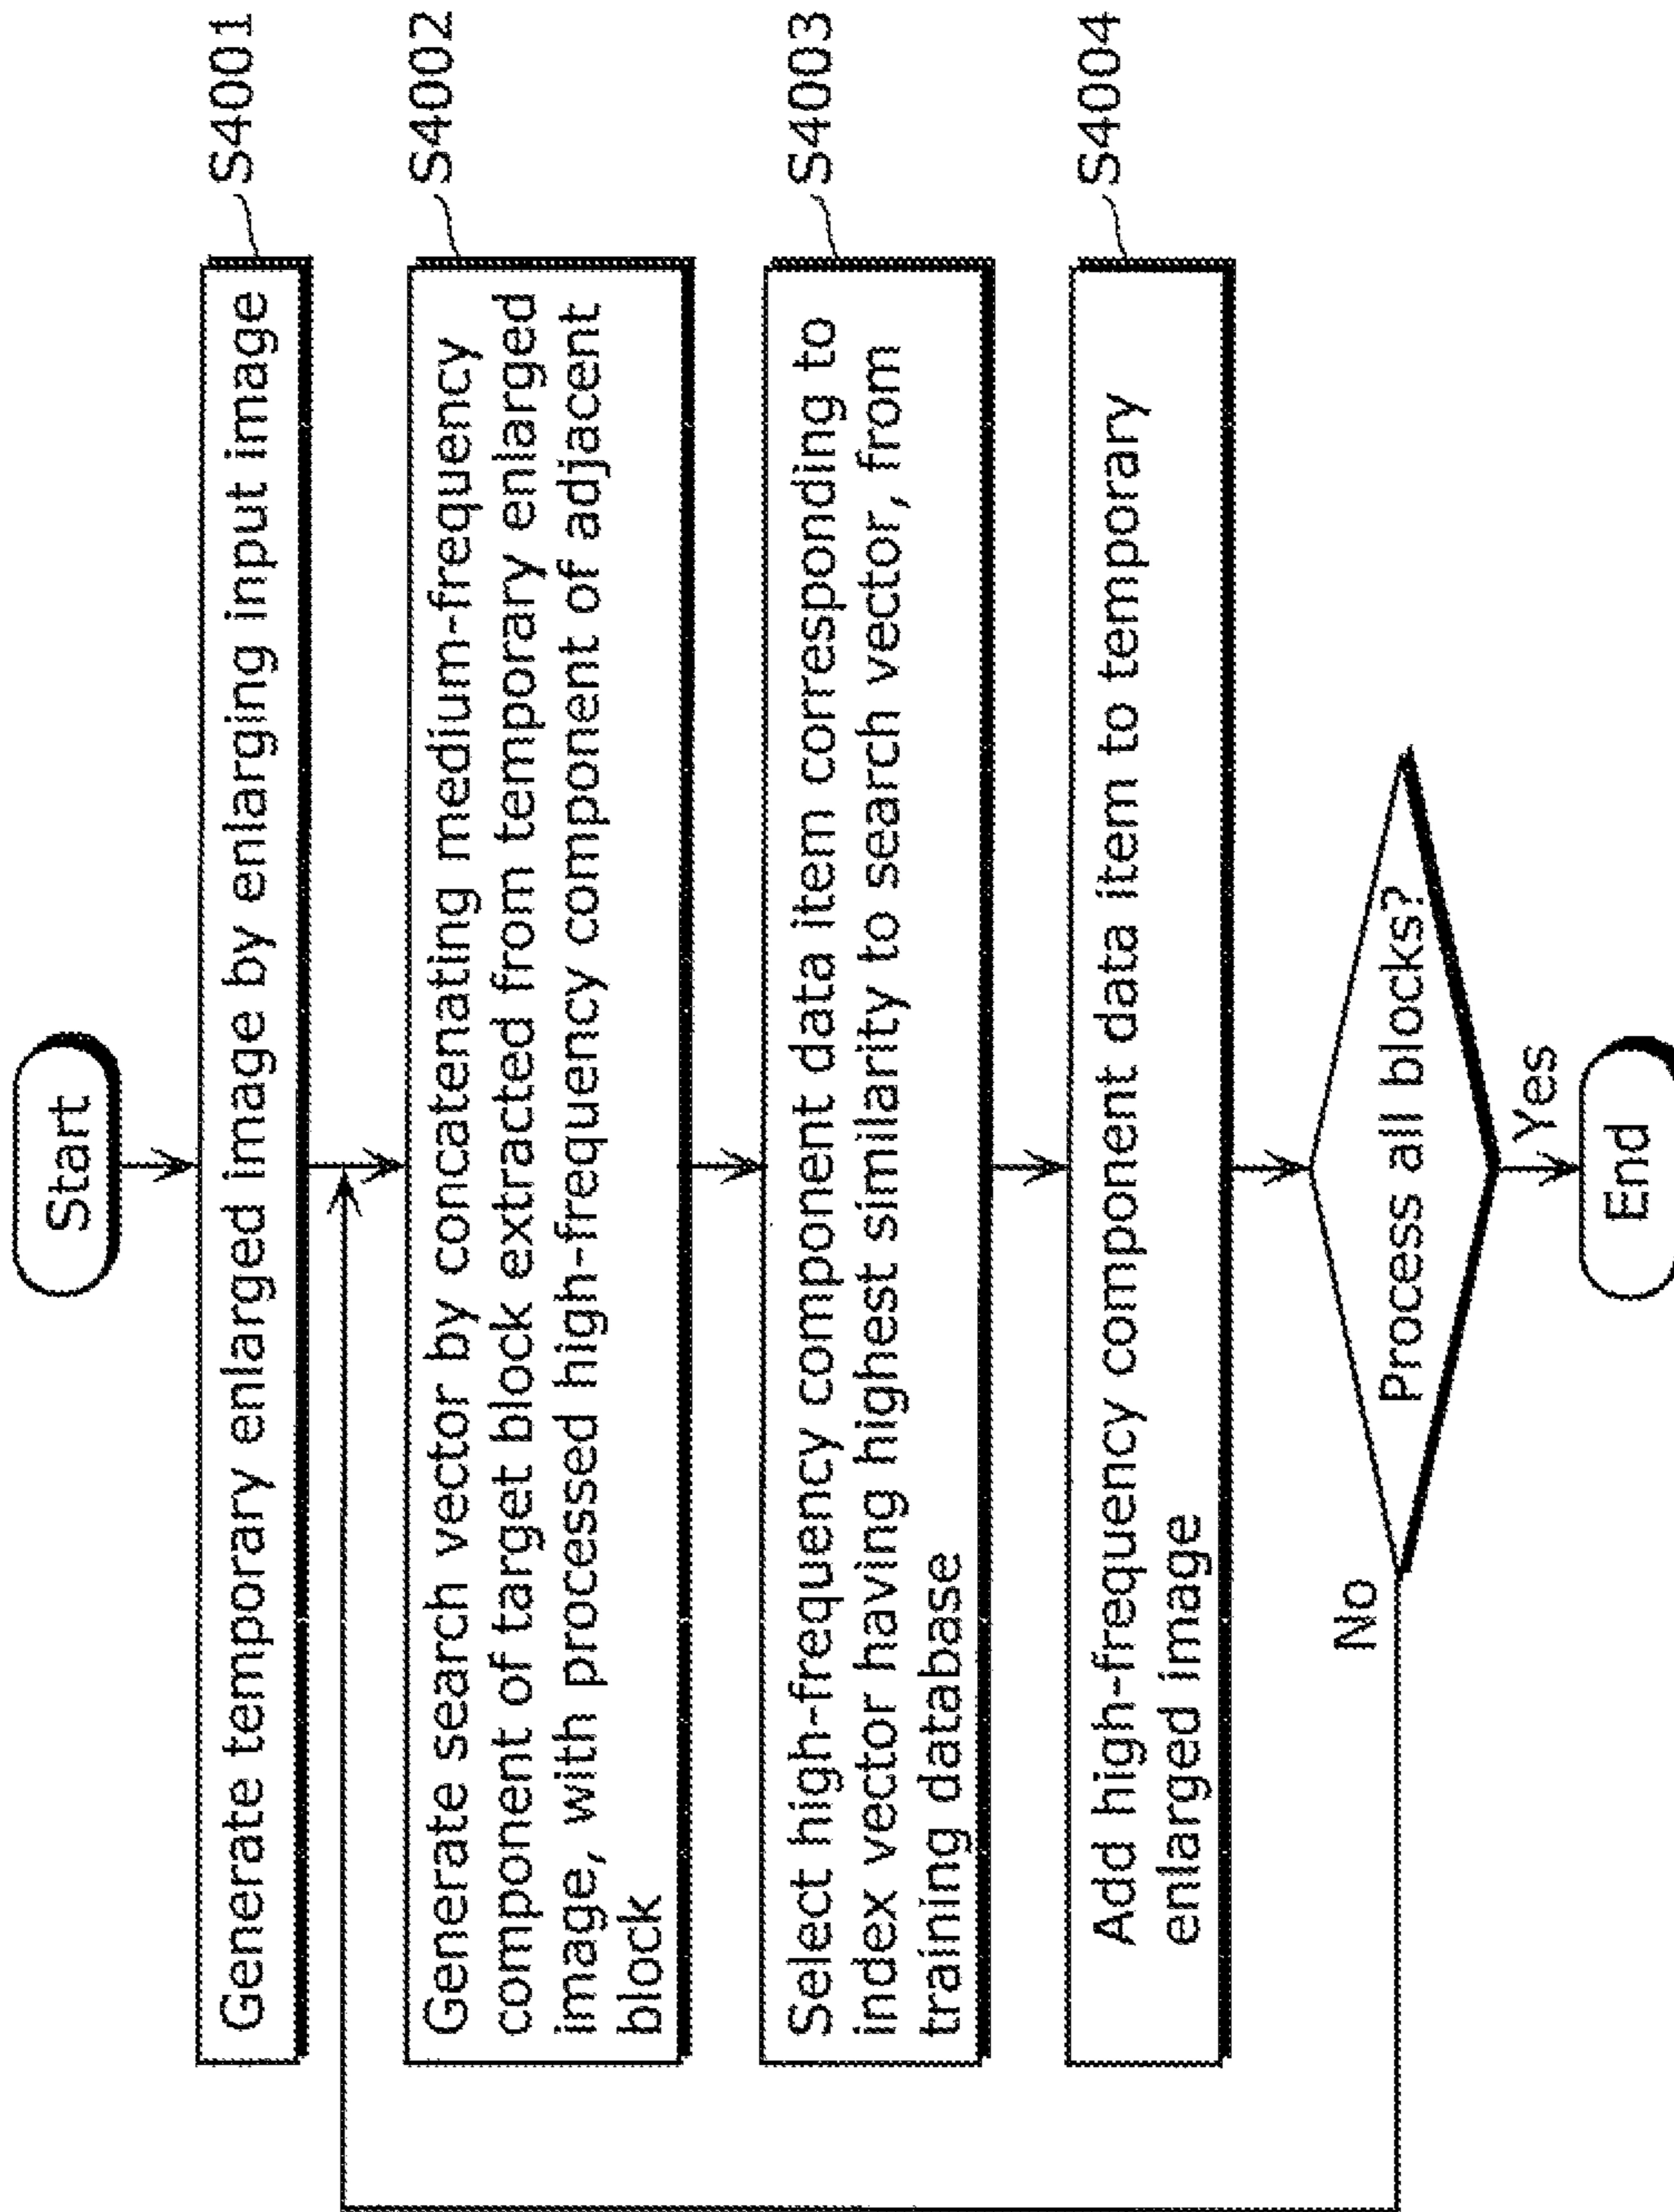 Start
Generate temporary enlarged image by enlarging input image
S4001
Generate search vector by concatenating medium-frequency
component of target block extracted from temporary enlarged
image, with processed high-frequency component of adjacent
block
S4002
Select high-frequency component data item corresponding to
index vector having highest similarity to search vector, from
training database
S4003
Add high-frequency component data item to temporary
enlarged image
S4004
Process all blocks?
No
Yes
End